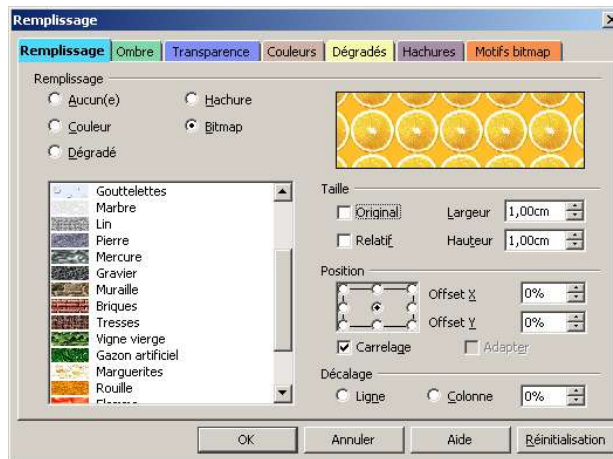 Remplissage
Remplissage Ombre Transparence Couleurs Dégradés Hachures Motifs bitmap
Remplissage
Aucun(e)
Hachure
Couleur
Bitmap
Dégradé
Gouttelettes
Marbre
Lin
Pierre
Mercure
Gravier
Muraille
Briques
Tresses
Vigne vierge
Gazon artificiel
Marguerites
Rouille
Taille
Original
Largeur 1,00cm
Relatif
Hauteur 1,00cm
Position
Offset X 0%
Offset Y 0%
Carrelage
Adapter
Décalage
Ligne
Colonne 0%
OK Annuler Aide Réinitialisation